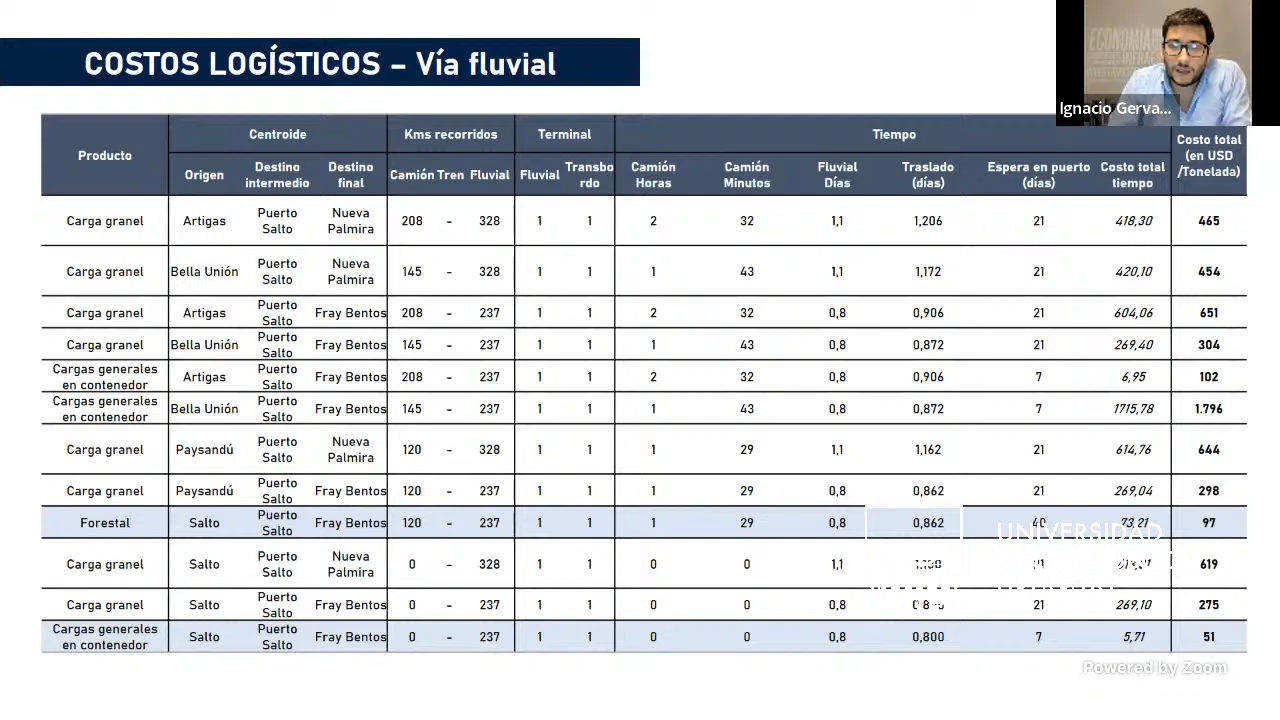 COSTOS LOGÍSTICOS – Vía fluvial
ECONOMÍA
Ignacio Gerva...
Producto Centroide Kms recorridos Terminal Tiempo Costo total (en USD /Tonelada)
Origen Destino intermedio Destino final Camión Tren Fluvial Fluvial Transbo rdo Camión Horas Camión Minutos Fluvial Días Traslado (días) Espera en puerto (días) Costo total tiempo
Carga granel Artigas Puerto Salto Nueva Palmira 208 - 328 1 1 2 32 1,1 1,206 21 418,30 465
Carga granel Bella Unión Puerto Salto Nueva Palmira 145 - 328 1 1 1 43 1,1 1,172 21 420,10 454
Carga granel Artigas Puerto Salto Fray Bentos 208 - 237 1 1 2 32 0,8 0,906 21 604,06 651
Carga granel Bella Unión Puerto Salto Fray Bentos 145 - 237 1 1 1 43 0,8 0,872 21 269,40 304
Cargas generales en contenedor Artigas Puerto Salto Fray Bentos 208 - 237 1 1 2 32 0,8 0,906 7 6,95 102
Cargas generales en contenedor Bella Unión Puerto Salto Fray Bentos 145 - 237 1 1 1 43 0,8 0,872 7 1715,78 1.796
Carga granel Paysandú Puerto Salto Nueva Palmira 120 - 328 1 1 1 29 1,1 1,162 21 614,76 644
Carga granel Paysandú Puerto Salto Fray Bentos 120 - 237 1 1 1 29 0,8 0,862 21 269,04 298
Forestal Salto Puerto Salto Fray Bentos 120 - 237 1 1 1 29 0,8 0,862 73,21 97
UNIVERSIDAD
Carga granel Salto Puerto Salto Nueva Palmira 0 - 328 1 1 0 0 1,1 619
Carga granel Salto Puerto Salto Fray Bentos 0 - 237 1 1 0 0 0,8 21 269,10 275
Cargas generales en contenedor Salto Puerto Salto Fray Bentos 0 - 237 1 1 0 0 0,8 0,800 7 5,71 51
Powered by Zoom